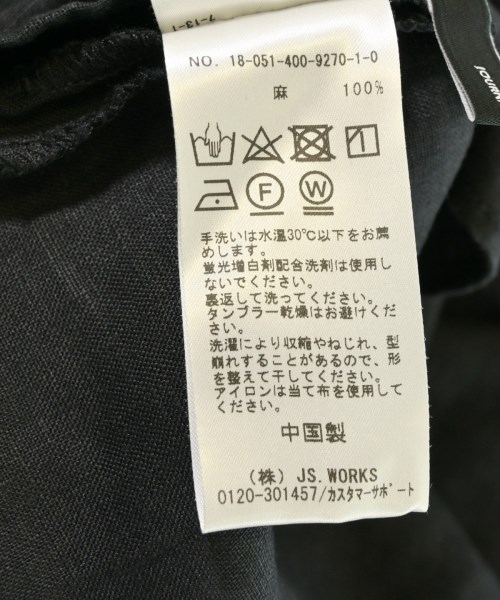 7-13-1
NO. 18-051-400-9270-1-0
麻 100%
F W
手洗いは水温30℃以下をお薦
めします。
蛍光増白剤配合洗剤は使用し
ないでください。
裏返して洗ってください。
タンブラー乾燥はお避けくだ
さい。
洗濯により収縮やねじれ、型
崩れすることがあるので、形
を整えて干してください。
アイロンは当て布を使用して
ください。
中国製
(株) JS.WORKS
0120-301457/カスタマーサポート
JOURN